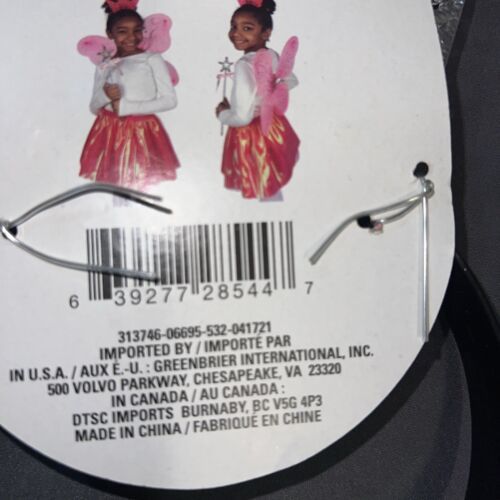 6 39277 28544 7
313746-06695-532-041721
IMPORTED BY / IMPORTÉ PAR
IN U.S.A. / AUX É.-U. : GREENBRIER INTERNATIONAL, INC.
500 VOLVO PARKWAY, CHESAPEAKE, VA 23320
IN CANADA / AU CANADA :
DTSC IMPORTS BURNABY, BC V5G 4P3
MADE IN CHINA / FABRIQUÉ EN CHINE